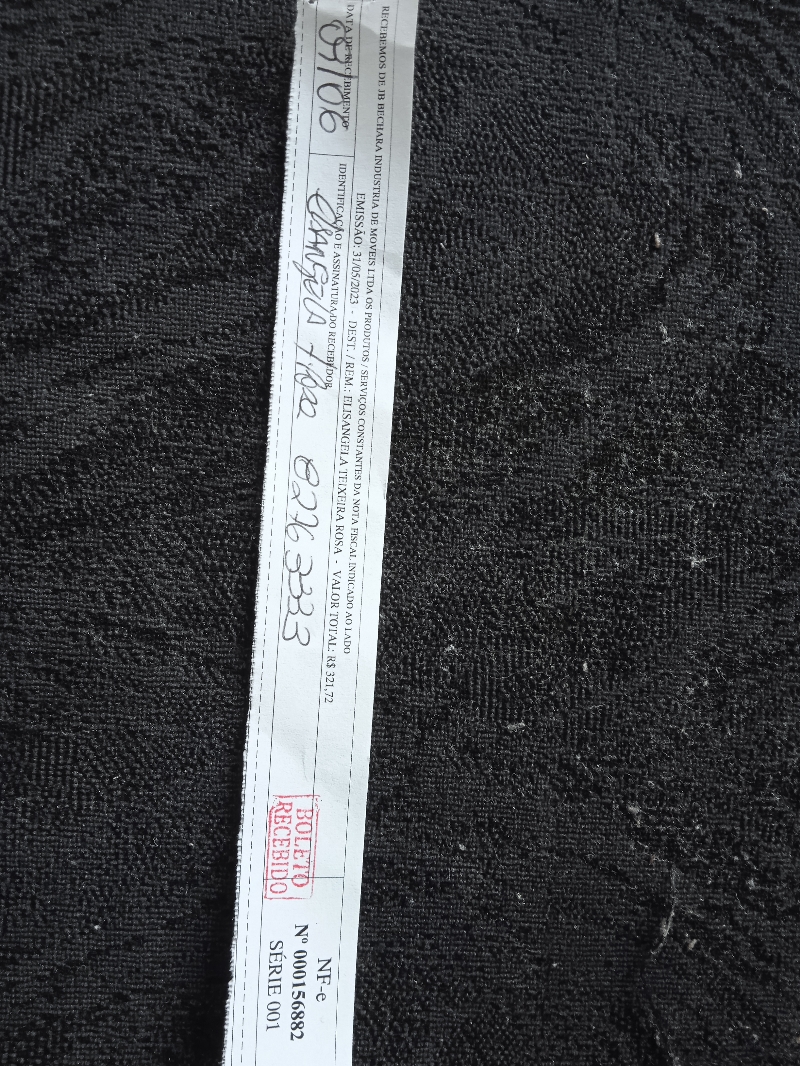 RECEBEMOS DE JB BECHARA INDUSTRIA DE MOVEIS LTDA OS PRODUTOS / SERVIÇOS CONSTANTES DA NOTA FISCAL INDICADO AO LADO
EMISSÃO: 31/05/2023 - DEST. / REM.: ELISANGELA TEIXEIRA ROSA - VALOR TOTAL: R$ 321,72
DATA DE RECEBIMENTO
09/06
IDENTIFICAÇÃO E ASSINATURA DO RECEBEDOR
82763333
BOLETO
RECEBIDO
NF-e
Nº 000156882
SÉRIE 001